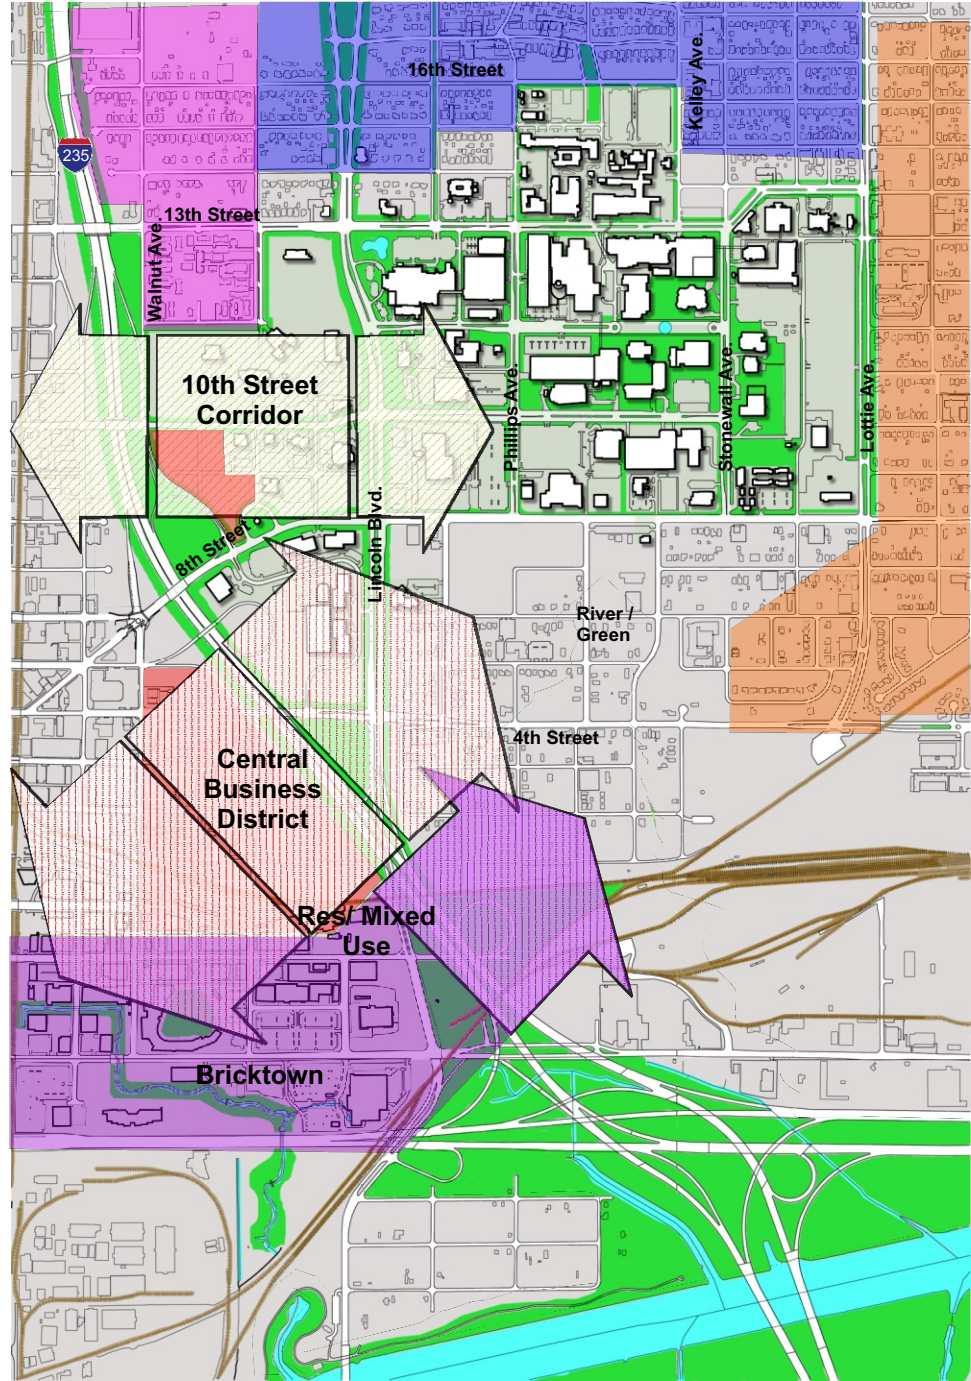 16th Street
Kelley Ave.
235
13th Street
Walnut Ave.
10th Street
Corridor
Phillips Ave.
Stonewall Ave.
Lottie Ave.
8th Street
Lincoln Blvd.
River /
Green
4th Street
Central
Business
District
Res/ Mixed
Use
Bricktown